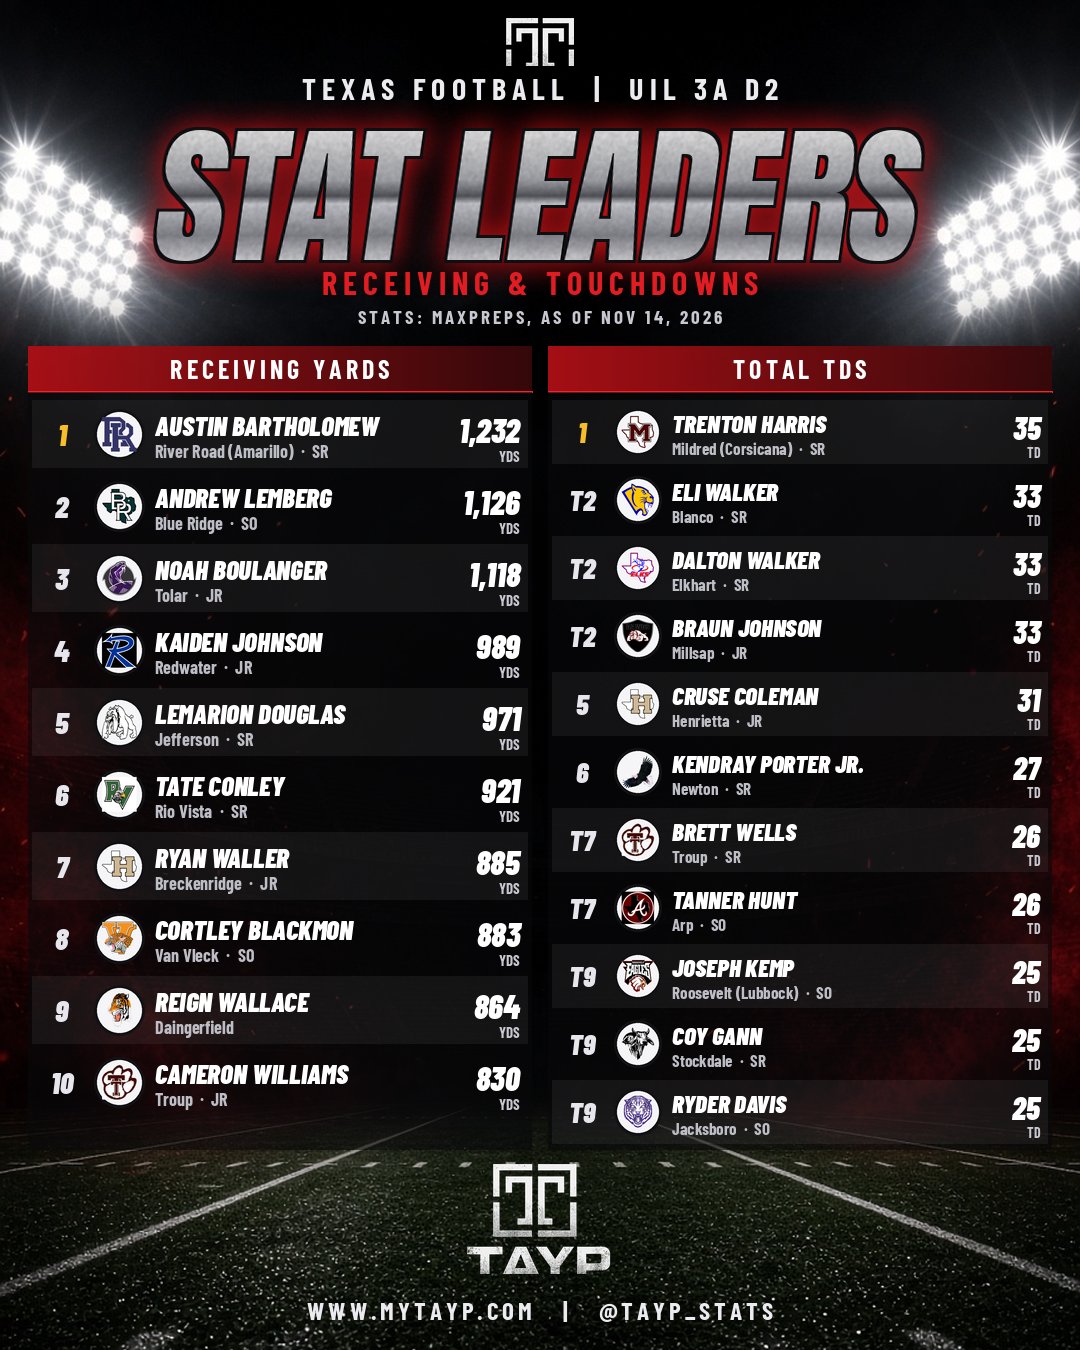 TEXAS FOOTBALL | UIL 3A D2
STAT LEADERS
RECEIVING & TOUCHDOWNS
STATS: MAXPREPS, AS OF NOV 14, 2026
RECEIVING YARDS
1 AUSTIN BARTHOLOMEW 1,232
River Road (Amarillo) · SR YDS
2 ANDREW LEMBERG 1,126
Blue Ridge · SO YDS
3 NOAH BOULANGER 1,118
Tolar · JR YDS
4 KAIDEN JOHNSON 989
Redwater · JR YDS
5 LEMARION DOUGLAS 971
Jefferson · SR YDS
6 TATE CONLEY 921
Rio Vista · SR YDS
7 RYAN WALLER 885
Breckenridge · JR YDS
8 CORTLEY BLACKMON 883
Van Vleck · SO YDS
9 REIGN WALLACE 864
Daingerfield YDS
10 CAMERON WILLIAMS 830
Troup · JR YDS
TOTAL TDS
1 TRENTON HARRIS 35
Mildred (Corsicana) · SR TD
T2 ELI WALKER 33
Blanco · SR TD
T2 DALTON WALKER 33
Elkhart · SR TD
T2 BRAUN JOHNSON 33
Millsap · JR TD
5 CRUSE COLEMAN 31
Henrietta · JR TD
6 KENDRAY PORTER JR. 27
Newton · SR TD
T7 BRETT WELLS 26
Troup · SR TD
T7 TANNER HUNT 26
Arp · SO TD
T9 JOSEPH KEMP 25
Roosevelt (Lubbock) · SO TD
T9 COY GANN 25
Stockdale · SR TD
T9 RYDER DAVIS 25
Jacksboro · SO TD
TAYP
WWW.MYTAYP.COM | @TAYP_STATS